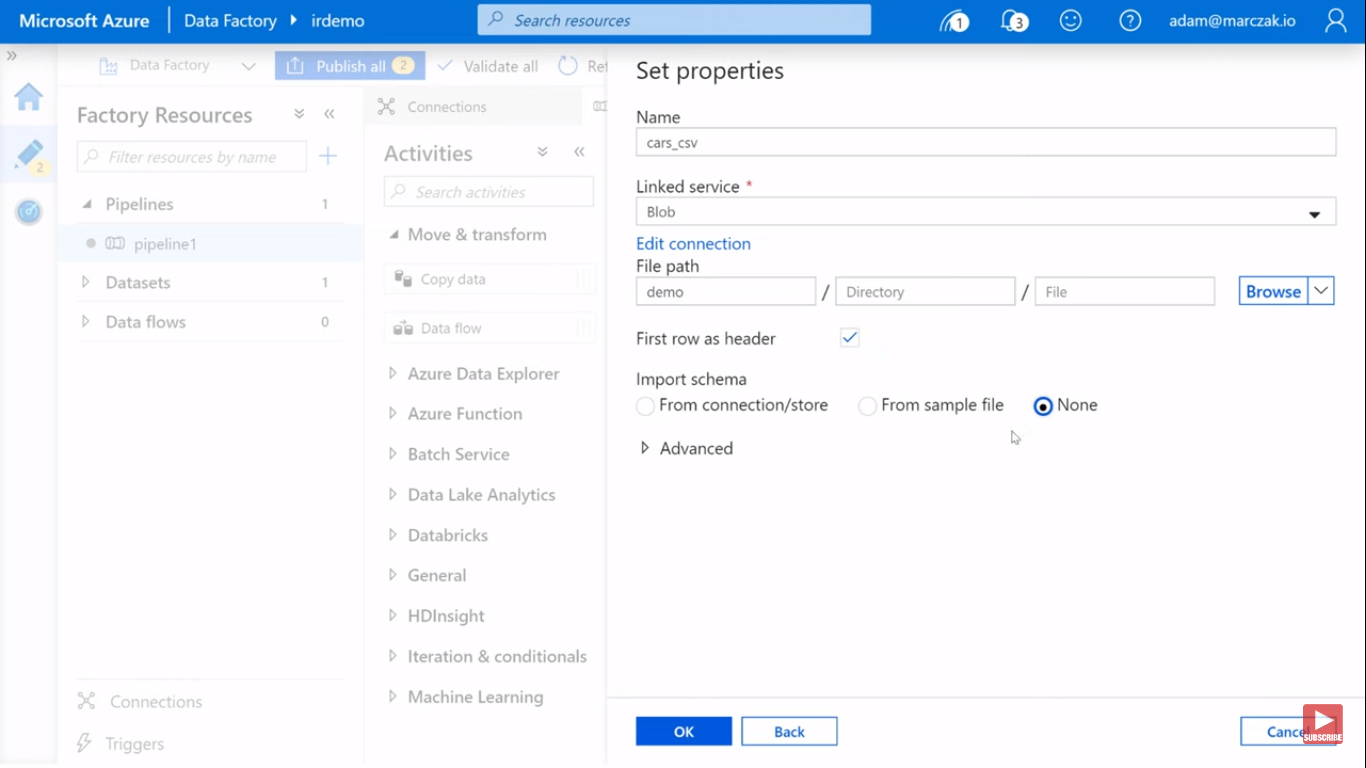 Microsoft Azure Data Factory irdemo Search resources 1 3 adam@marczak.io
Data Factory Publish all 2 Validate all Ref
Factory Resources
Filter resources by name
2
Pipelines 1
pipeline1
Datasets 1
Data flows 0
Connections
Triggers
Connections
Activities
Search activities
Move & transform
Copy data
Data flow
Azure Data Explorer
Azure Function
Batch Service
Data Lake Analytics
Databricks
General
HDInsight
Iteration & conditionals
Machine Learning
Set properties
Name
cars_csv
Linked service *
Blob
Edit connection
File path
demo / Directory / File Browse
First row as header
Import schema
From connection/store From sample file None
Advanced
OK Back Cancel
SUBSCRIBE